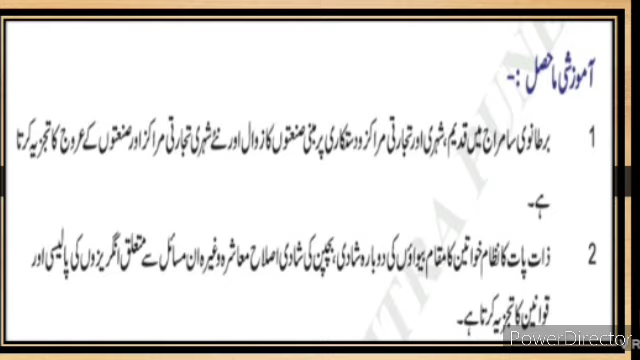 آموزشی ماحصل :-
1 برطانوی سامراج میں قدیم، شہری اور تجارتی مراکز و دستکاری پر مبنی صنعتوں کا زوال اور نئے شہری تجارتی مراکز اور صنعتوں کے عروج کا تجزیہ کرتا
ہے۔
2 ذات پات کا نظام خواتین کا مقام بیواؤں کی دوبارہ شادی، بچپن کی شادی اصلاح معاشرہ وغیرہ ان مسائل سے متعلق انگریزوں کی پالیسی اور
قوانین کا تجزیہ کرتا ہے۔
PowerDirector